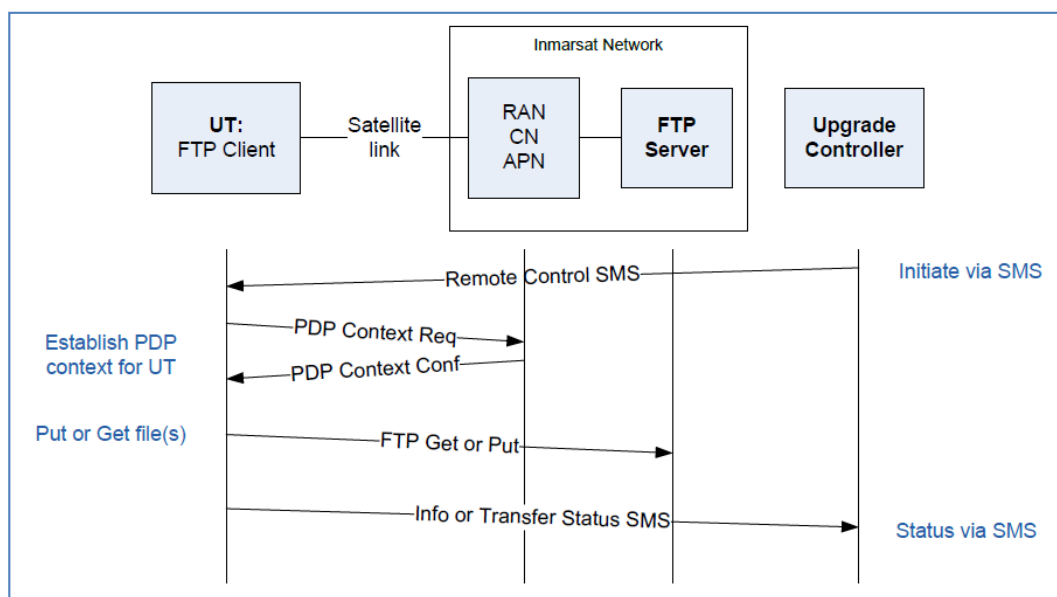 Inmarsat Network
UT:
FTP Client
Satellite
link
RAN
CN
APN
FTP
Server
Upgrade
Controller
Remote Control SMS
Initiate via SMS
PDP Context Req
Establish PDP
context for UT
PDP Context Conf
Put or Get file(s)
FTP Get or Put
Info or Transfer Status SMS
Status via SMS